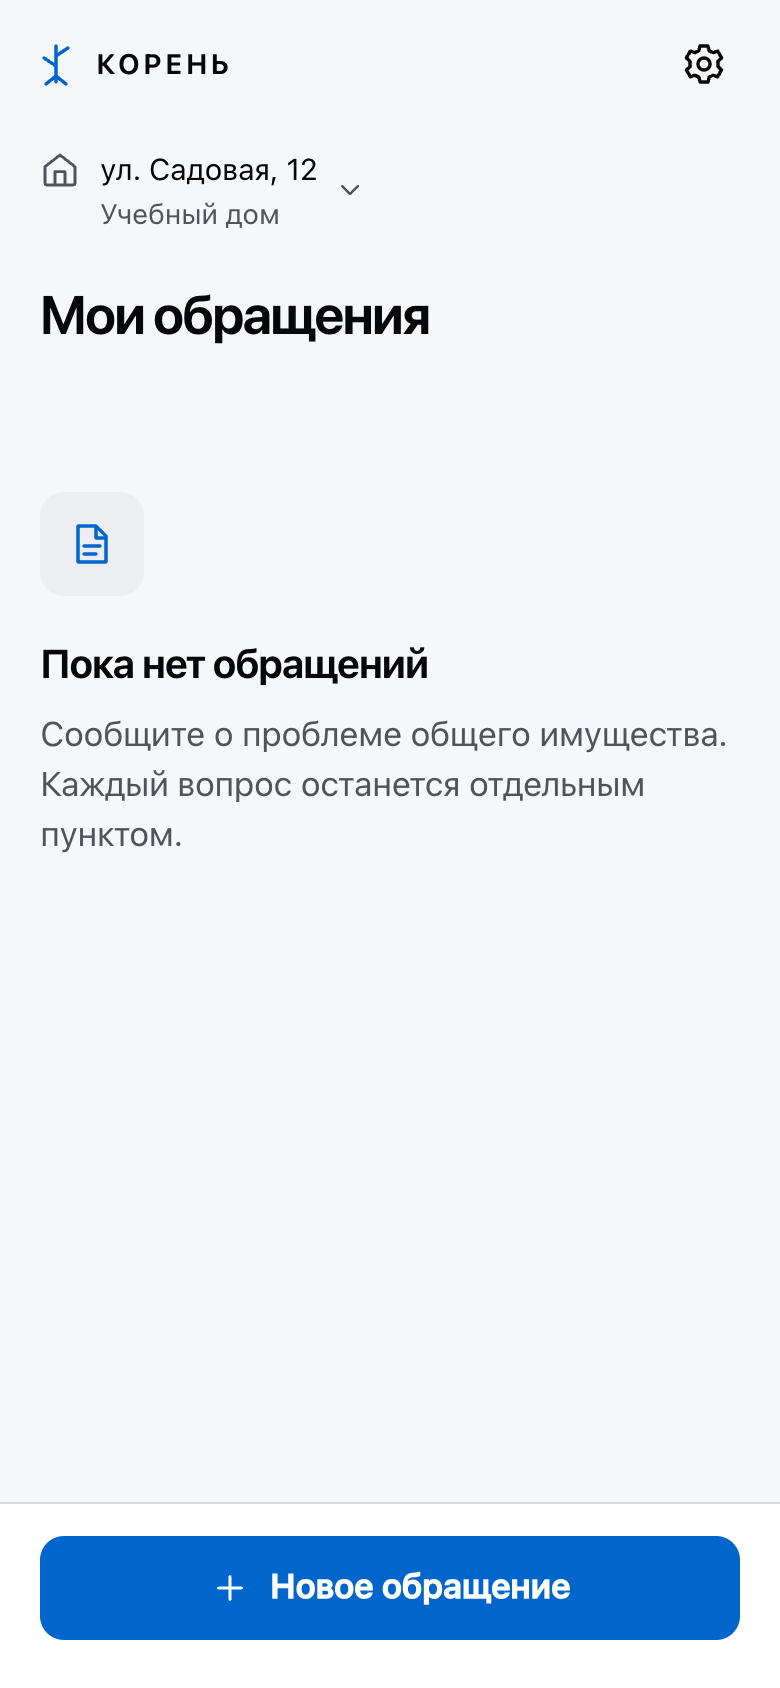 КОРЕНЬ
ул. Садовая, 12
Учебный дом
Мои обращения
Пока нет обращений
Сообщите о проблеме общего имущества.
Каждый вопрос останется отдельным
пунктом.
Новое обращение